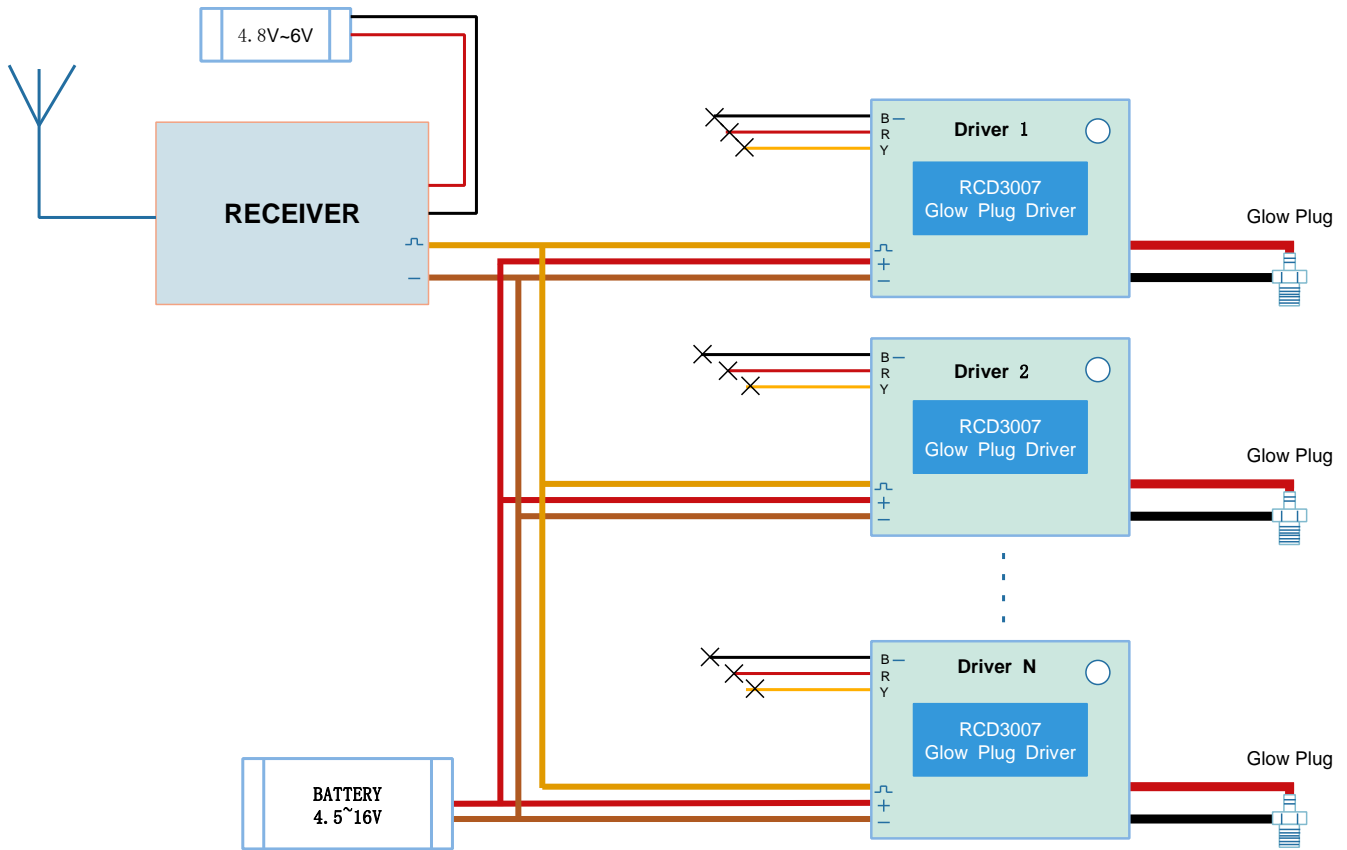 4.8V~6V
RECEIVER
⎍
−
B −
R
Y
Driver 1
RCD3007
Glow Plug Driver
⎍
+
−
Glow Plug
B −
R
Y
Driver 2
RCD3007
Glow Plug Driver
⎍
+
−
Glow Plug
B −
R
Y
Driver N
RCD3007
Glow Plug Driver
⎍
+
−
Glow Plug
BATTERY
4.5~16V